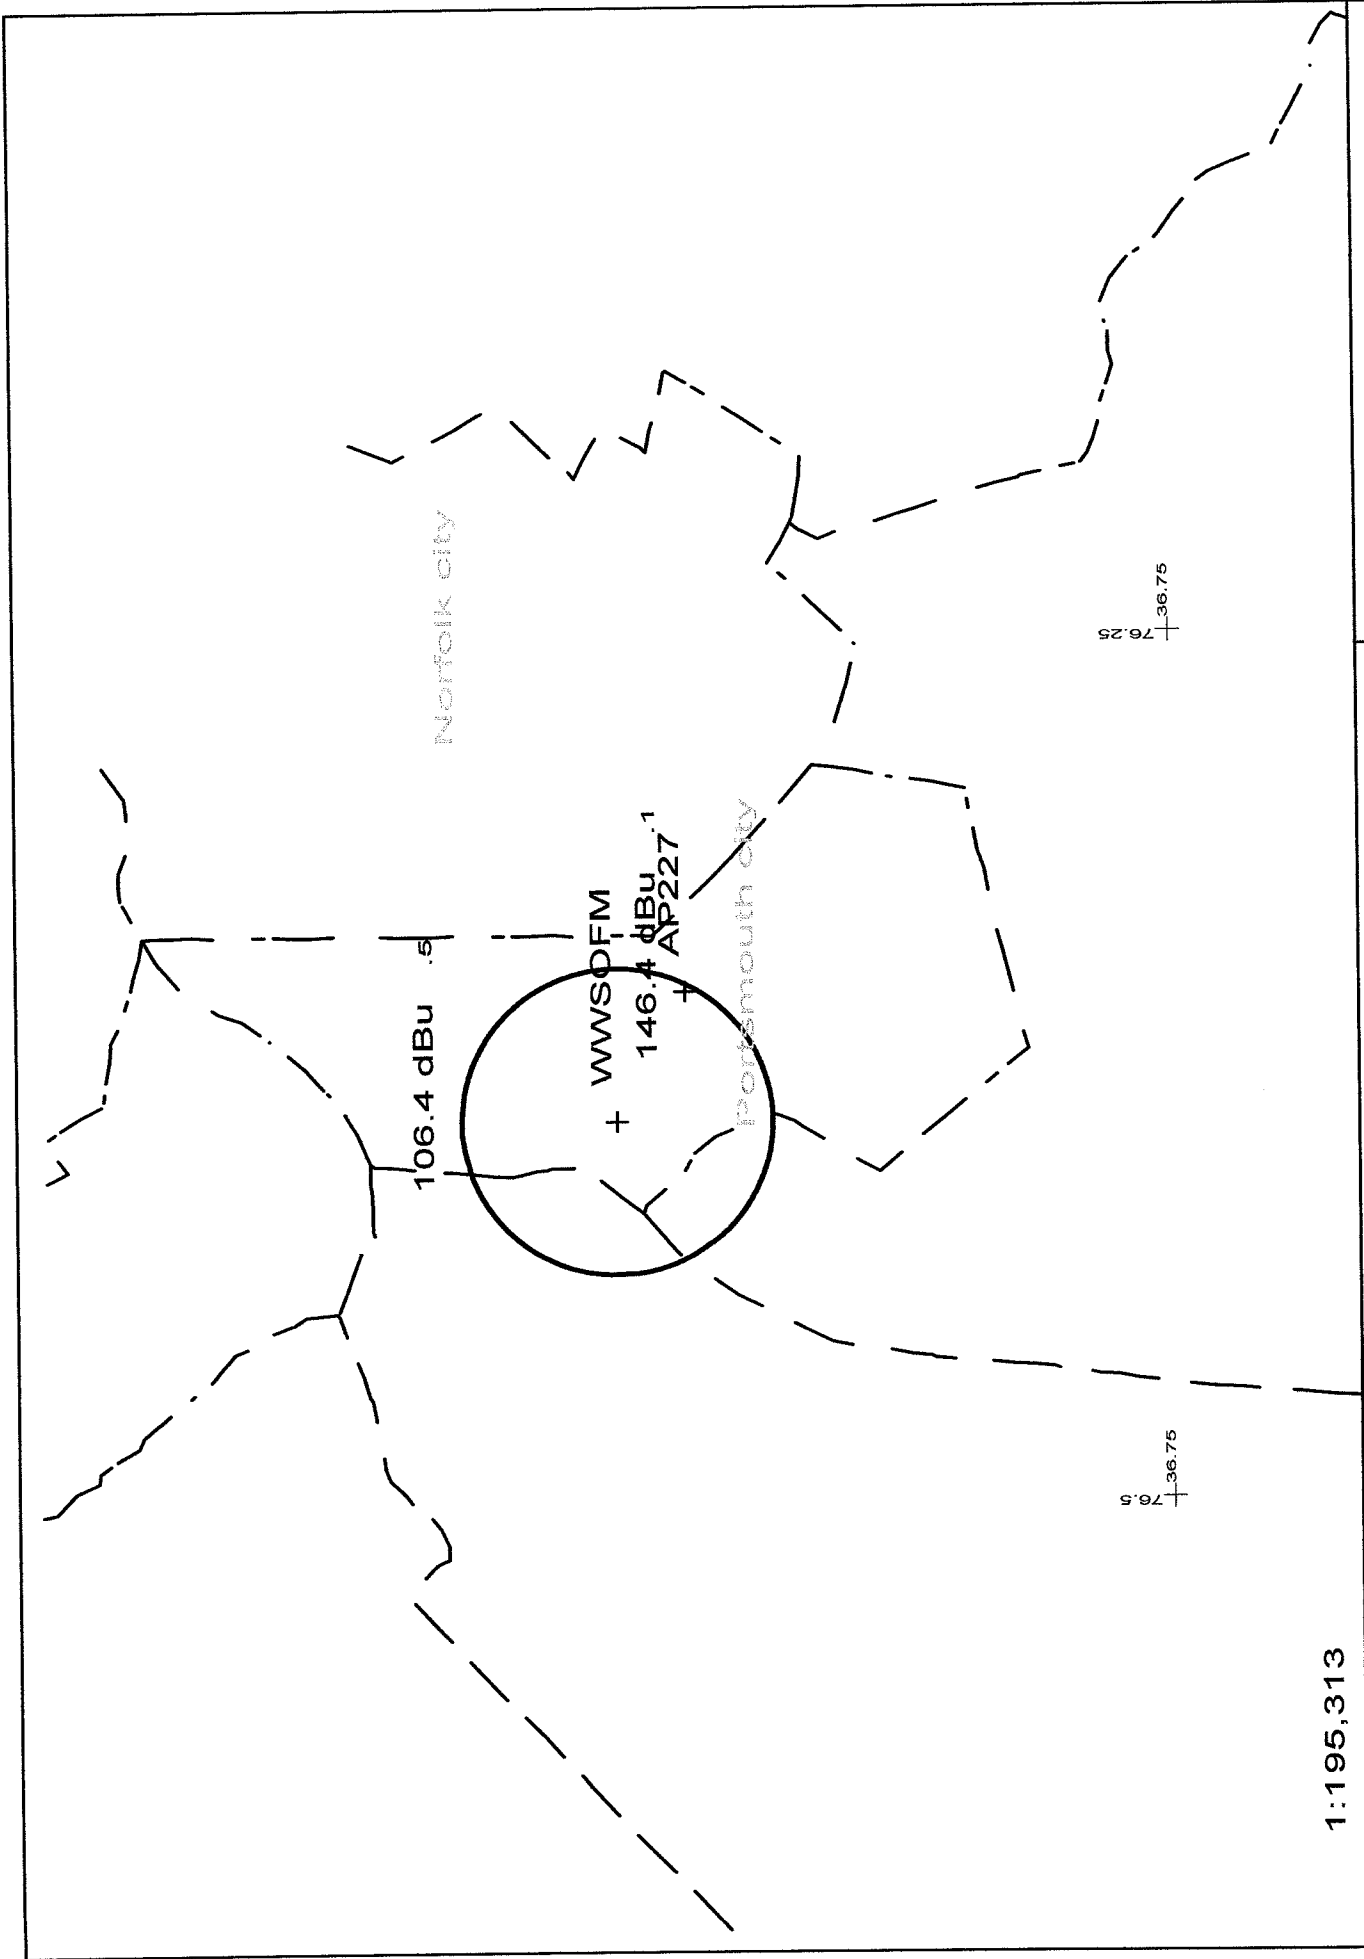 Norfolk city
106.4 dBu .5
WWSOFM
146.4 dBu .1
AP227
Portsmouth city
76.5
36.75
76.25
36.75
1:195,313